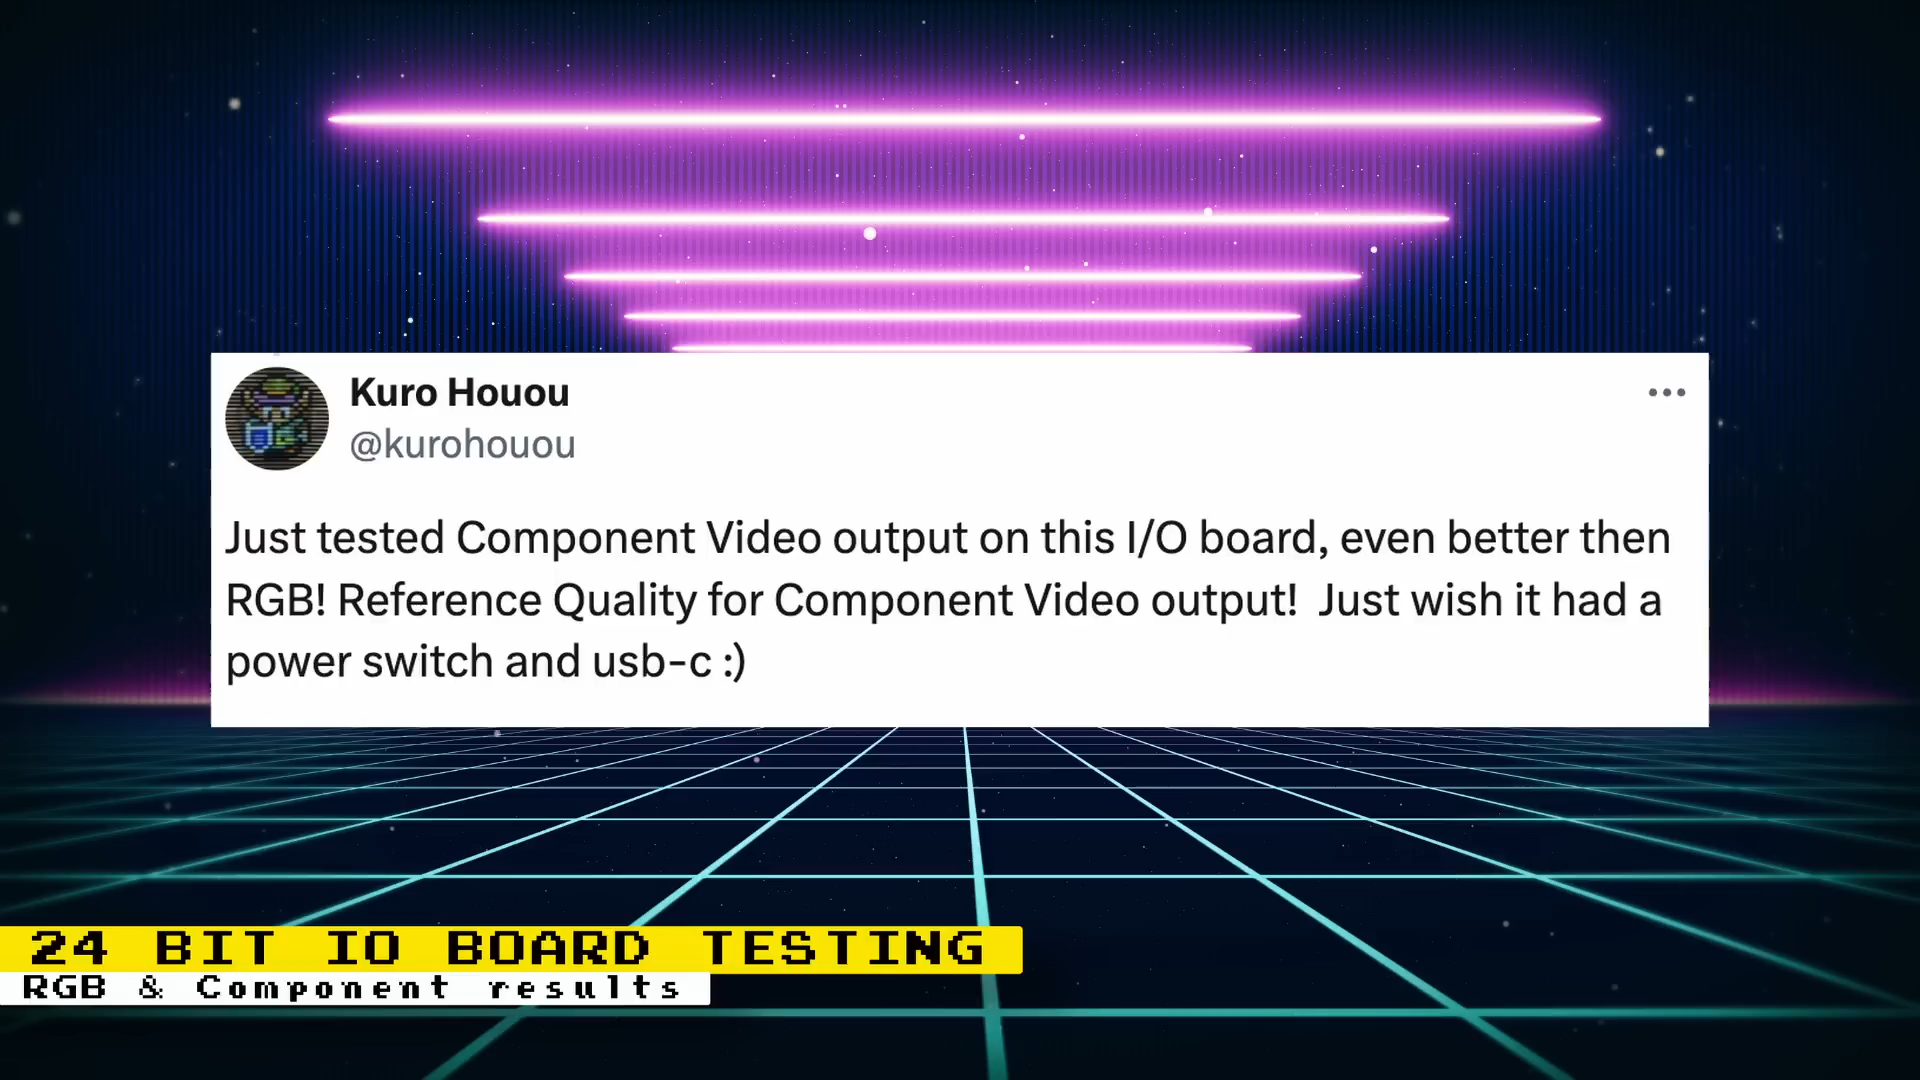 Kuro Houou
@kurohouou
Just tested Component Video output on this I/O board, even better then
RGB! Reference Quality for Component Video output!  Just wish it had a
power switch and usb-c :)
24 BIT IO BOARD TESTING
RGB & Component results